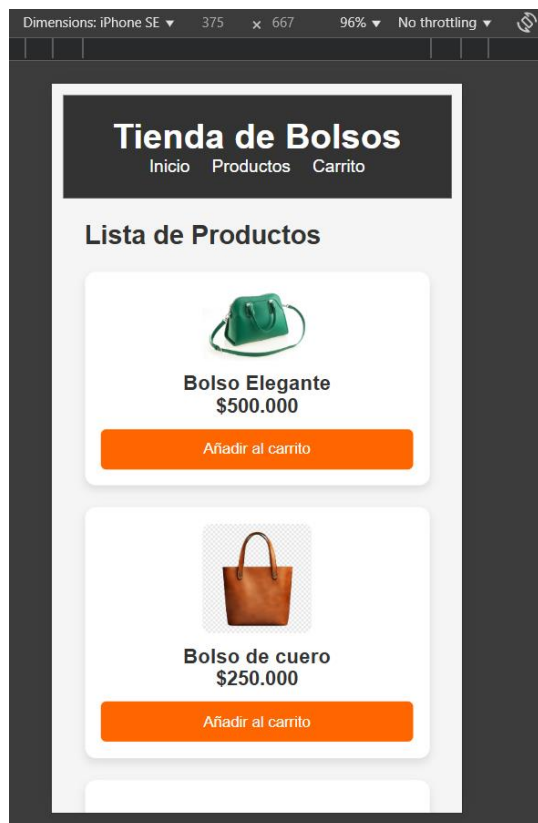 Dimensions: iPhone SE ▼ 375 × 667 96% ▼ No throttling ▼
Tienda de Bolsos
Inicio Productos Carrito
Lista de Productos
Bolso Elegante
$500.000
Añadir al carrito
Bolso de cuero
$250.000
Añadir al carrito